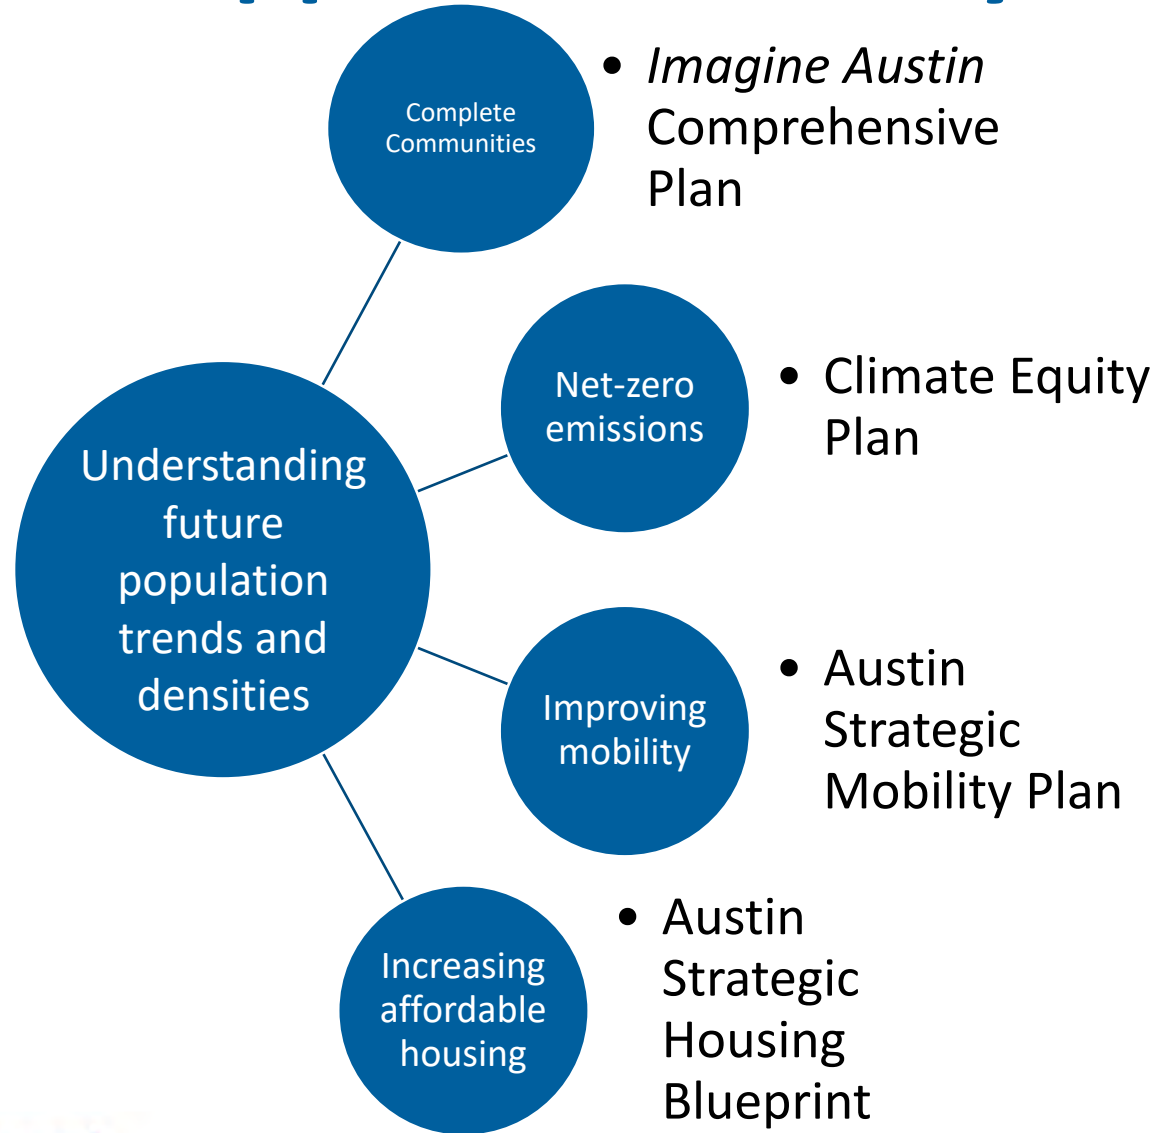 Complete
Communities
• Imagine Austin
Comprehensive
Plan
Net-zero
emissions
• Climate Equity
Plan
Understanding
future
population
trends and
densities
Improving
mobility
• Austin
Strategic
Mobility Plan
Increasing
affordable
housing
• Austin
Strategic
Housing
Blueprint